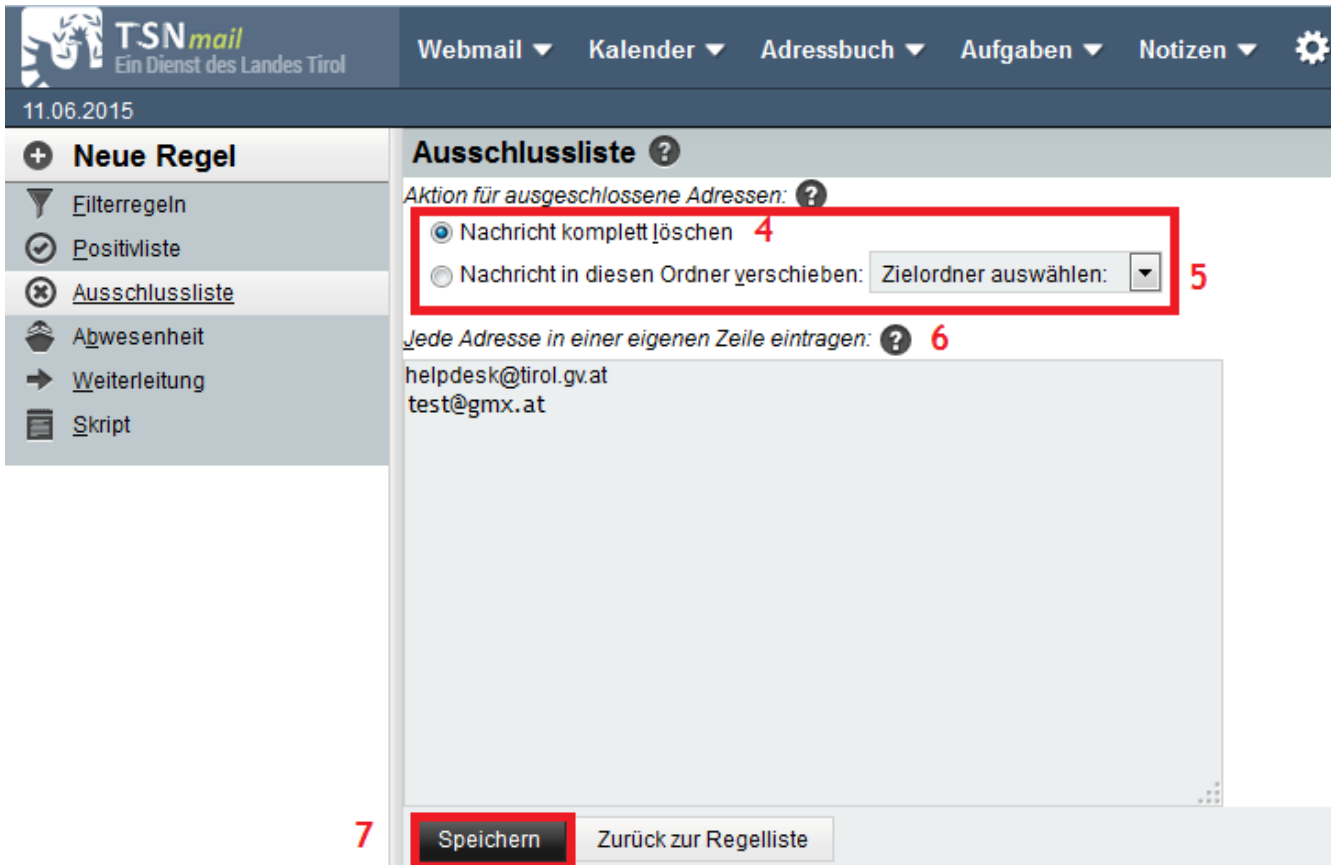 TSNmail
Ein Dienst des Landes Tirol
Webmail Kalender Adressbuch Aufgaben Notizen
11.06.2015
Neue Regel
Filterregeln
Positivliste
Ausschlussliste
Abwesenheit
Weiterleitung
Skript
Ausschlussliste ?
Aktion für ausgeschlossene Adressen: ?
Nachricht komplett löschen 4
Nachricht in diesen Ordner verschieben: Zielordner auswählen: 5
Jede Adresse in einer eigenen Zeile eintragen: ? 6
helpdesk@tirol.gv.at
test@gmx.at
7 Speichern Zurück zur Regelliste